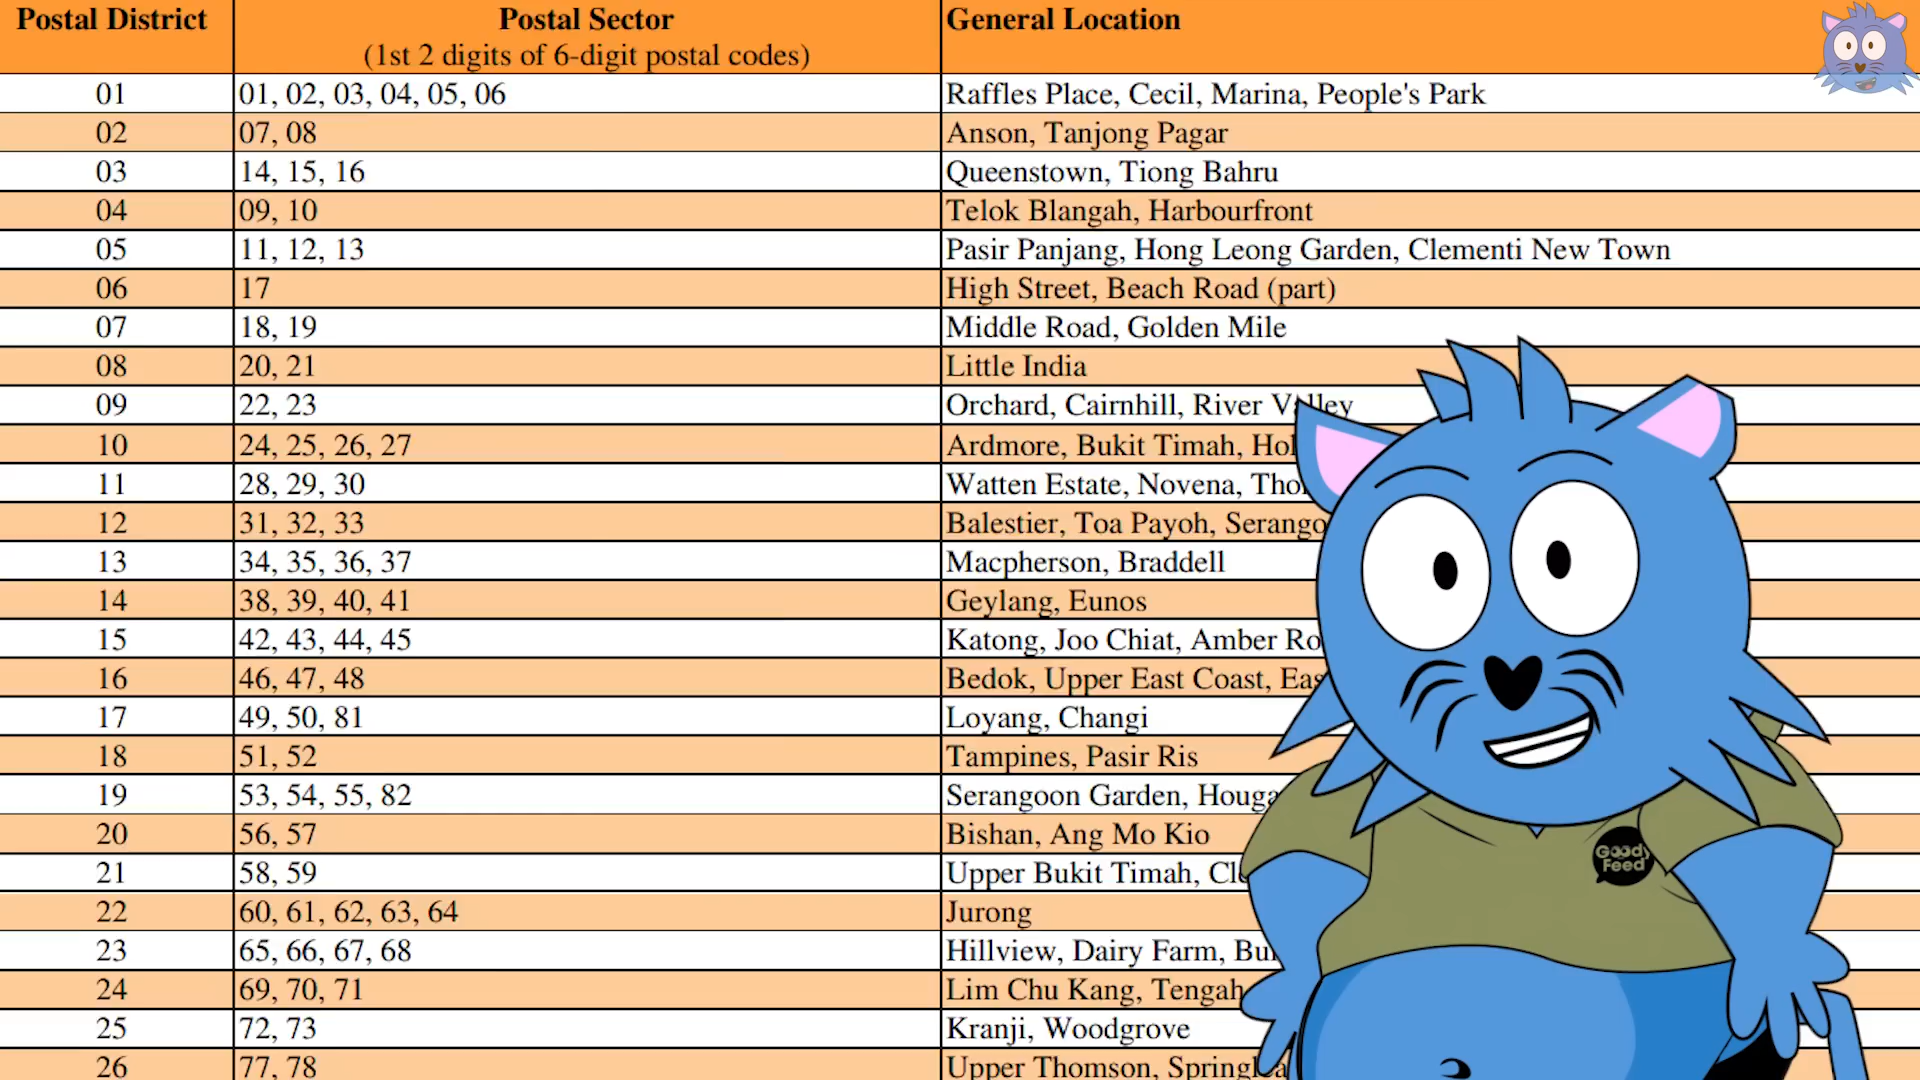 Postal District Postal Sector General Location
(1st 2 digits of 6-digit postal codes)
01 01, 02, 03, 04, 05, 06 Raffles Place, Cecil, Marina, People's Park
02 07, 08 Anson, Tanjong Pagar
03 14, 15, 16 Queenstown, Tiong Bahru
04 09, 10 Telok Blangah, Harbourfront
05 11, 12, 13 Pasir Panjang, Hong Leong Garden, Clementi New Town
06 17 High Street, Beach Road (part)
07 18, 19 Middle Road, Golden Mile
08 20, 21 Little India
09 22, 23 Orchard, Cairnhill, River Valley
10 24, 25, 26, 27 Ardmore, Bukit Timah,
11 28, 29, 30 Watten Estate, Novena,
12 31, 32, 33 Balestier, Toa Payoh,
13 34, 35, 36, 37 Macpherson, Braddell
14 38, 39, 40, 41 Geylang, Eunos
15 42, 43, 44, 45 Katong, Joo Chiat, Amber
16 46, 47, 48 Bedok, Upper East Coast,
17 49, 50, 81 Loyang, Changi
18 51, 52 Tampines, Pasir Ris
19 53, 54, 55, 82 Serangoon Garden,
20 56, 57 Bishan, Ang Mo Kio
21 58, 59 Upper Bukit Timah,
22 60, 61, 62, 63, 64 Jurong
23 65, 66, 67, 68 Hillview, Dairy Farm,
24 69, 70, 71 Lim Chu Kang, Tengah
25 72, 73 Kranji, Woodgrove
26 77, 78 Upper Thomson,
Goody
Feed